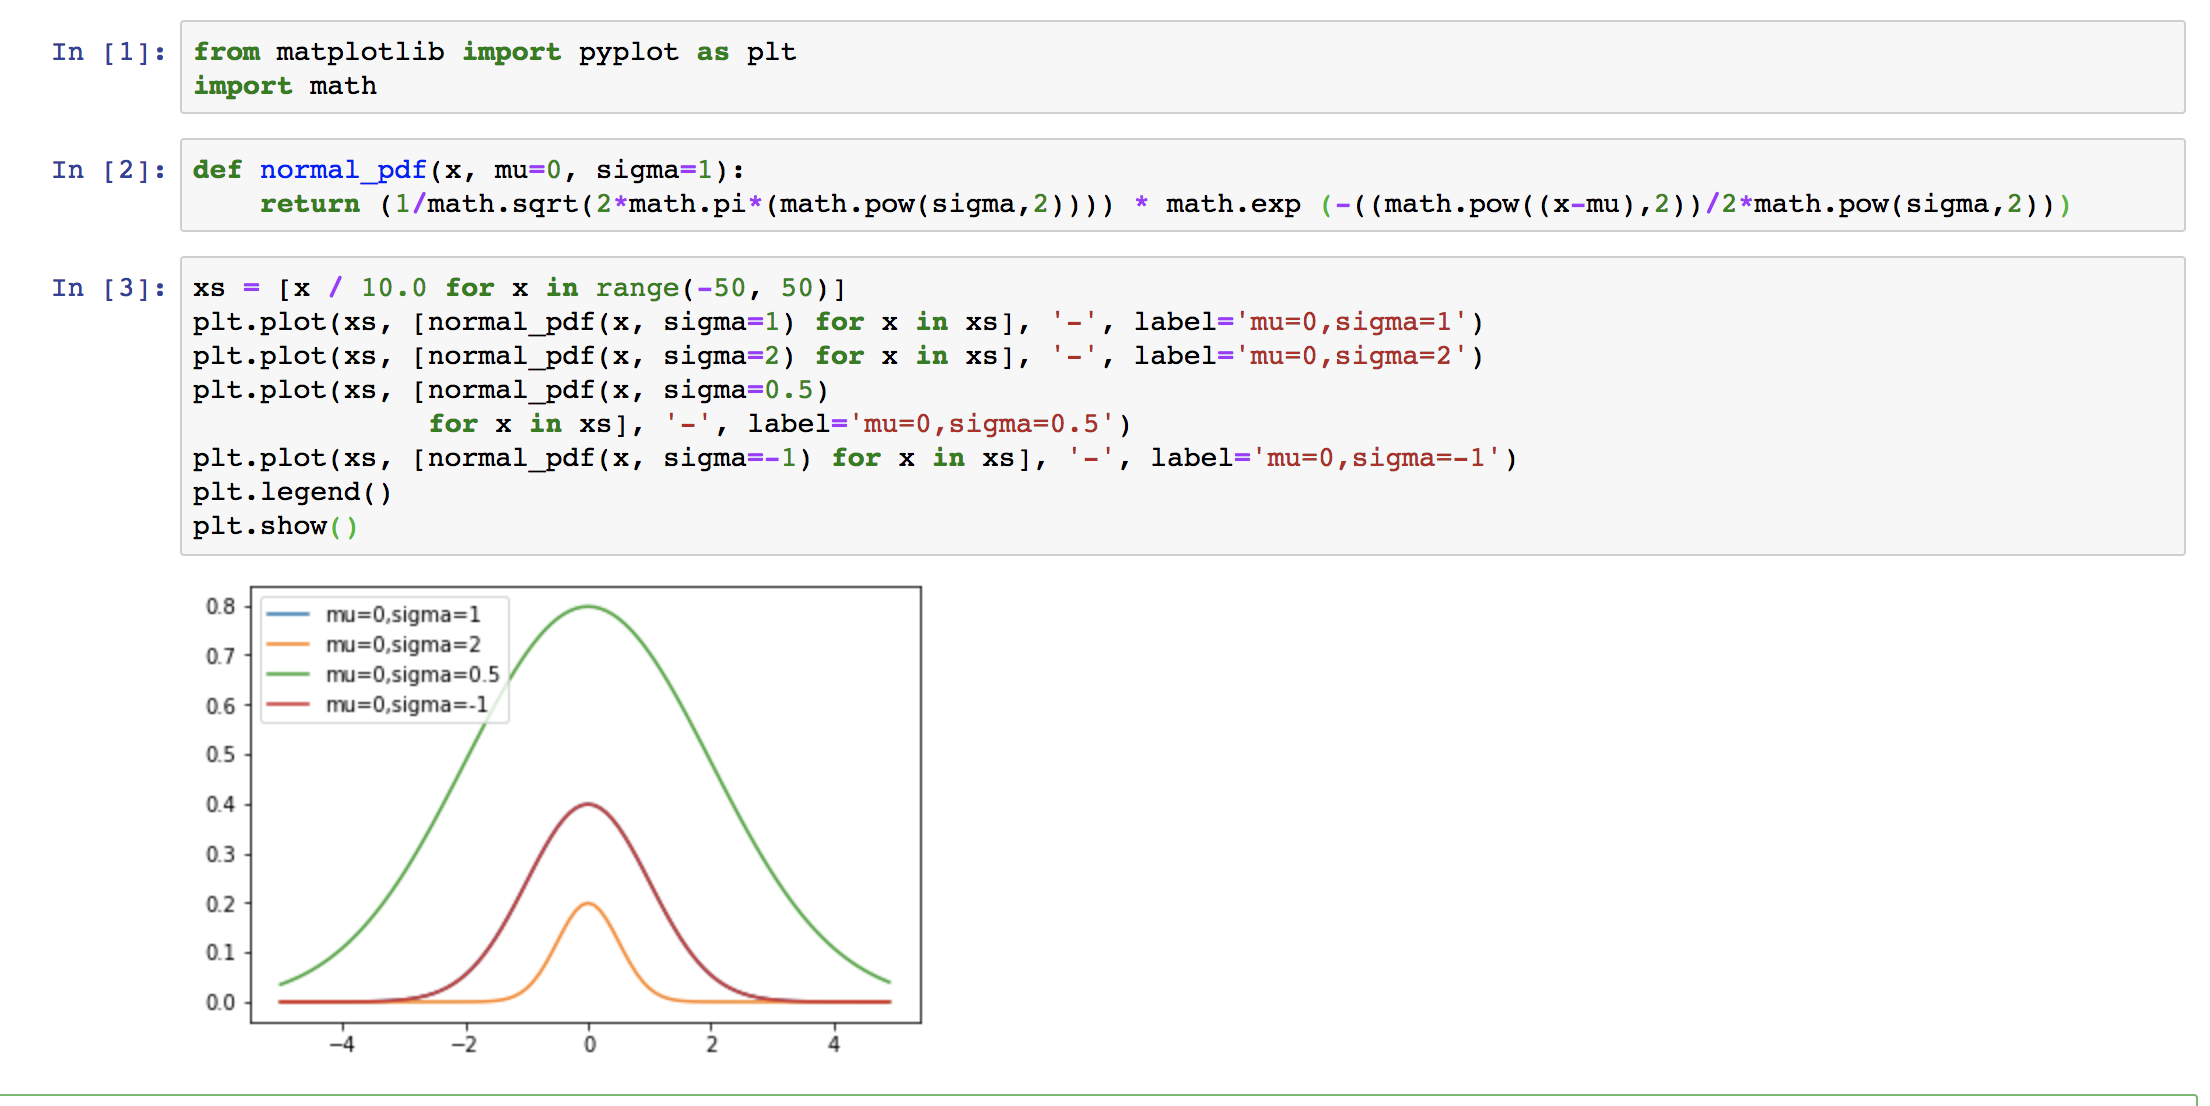 In [1]: from matplotlib import pyplot as plt
import math
In [2]: def normal_pdf(x, mu=0, sigma=1):
    return (1/math.sqrt(2*math.pi*(math.pow(sigma,2)))) * math.exp (-((math.pow((x-mu),2))/2*math.pow(sigma,2)))
In [3]: xs = [x / 10.0 for x in range(-50, 50)]
plt.plot(xs, [normal_pdf(x, sigma=1) for x in xs], '-', label='mu=0,sigma=1')
plt.plot(xs, [normal_pdf(x, sigma=2) for x in xs], '-', label='mu=0,sigma=2')
plt.plot(xs, [normal_pdf(x, sigma=0.5)
              for x in xs], '-', label='mu=0,sigma=0.5')
plt.plot(xs, [normal_pdf(x, sigma=-1) for x in xs], '-', label='mu=0,sigma=-1')
plt.legend()
plt.show()
mu=0,sigma=1
mu=0,sigma=2
mu=0,sigma=0.5
mu=0,sigma=-1
0.8
0.7
0.6
0.5
0.4
0.3
0.2
0.1
0.0
−4 −2 0 2 4